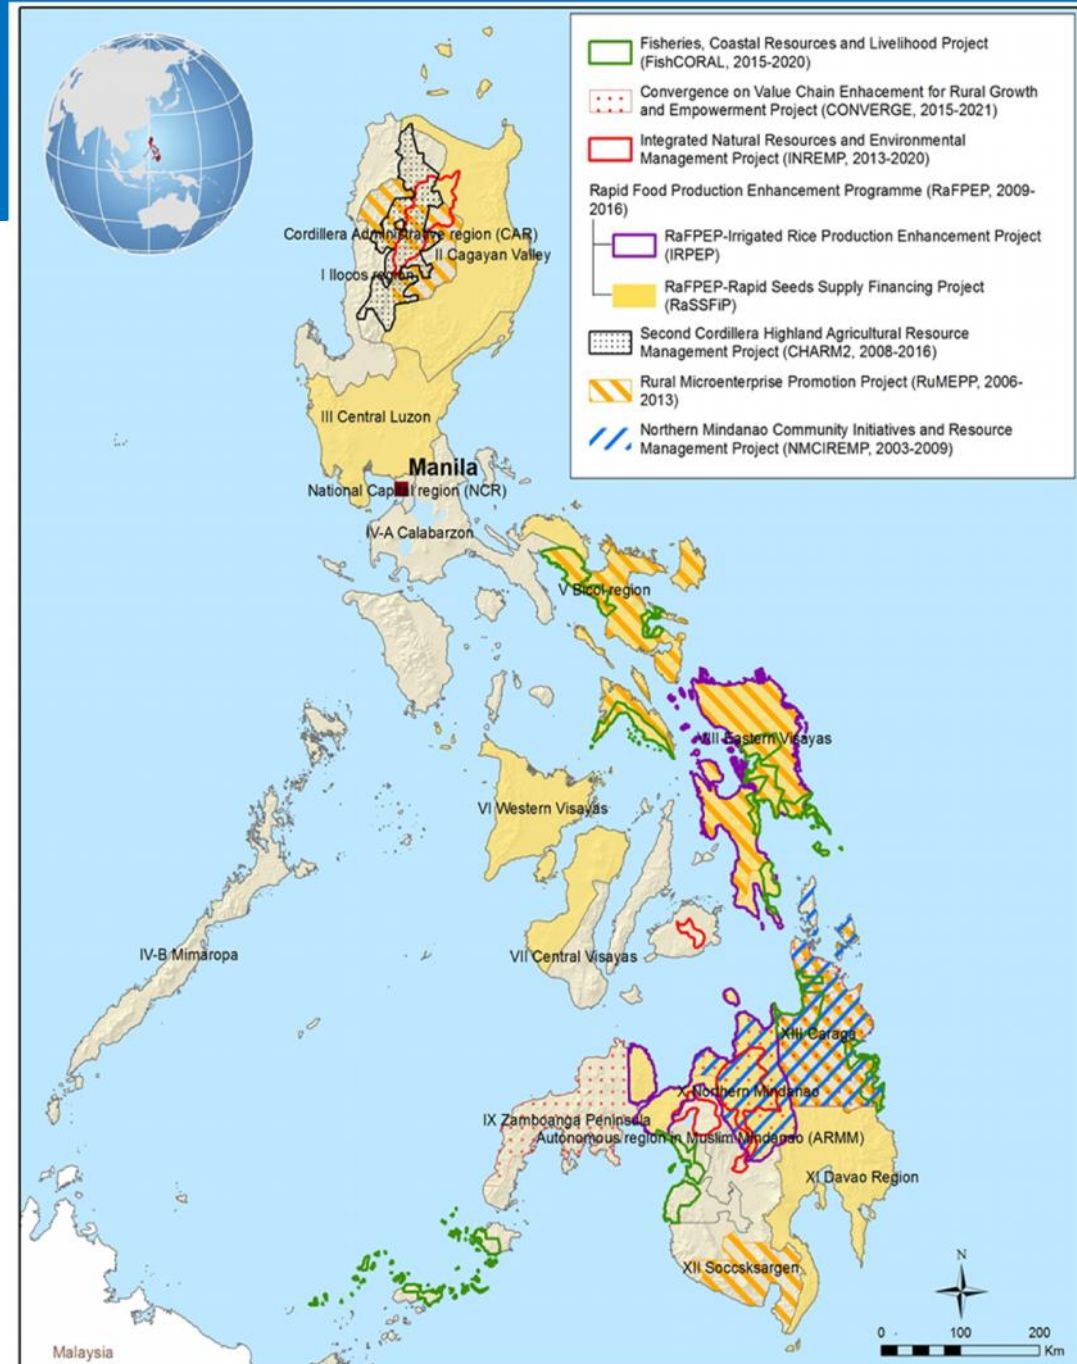 Fisheries, Coastal Resources and Livelihood Project
(FishCORAL, 2015-2020)
Convergence on Value Chain Enhacement for Rural Growth
and Empowerment Project (CONVERGE, 2015-2021)
Integrated Natural Resources and Environmental
Management Project (INREMP, 2013-2020)
Rapid Food Production Enhancement Programme (RaFPEP, 2009-
2016)
RaFPEP-Irrigated Rice Production Enhancement Project
(IRPEP)
RaFPEP-Rapid Seeds Supply Financing Project
(RaSSFiP)
Second Cordillera Highland Agricultural Resource
Management Project (CHARM2, 2008-2016)
Rural Microenterprise Promotion Project (RuMEPP, 2006-
2013)
Northern Mindanao Community Initiatives and Resource
Management Project (NMCIREMP, 2003-2009)
Cordillera Administrative region (CAR)
II Cagayan Valley
I Ilocos region
III Central Luzon
Manila
National Capital region (NCR)
IV-A Calabarzon
V Bicol region
VIII Eastern Visayas
VI Western Visayas
IV-B Mimaropa
VII Central Visayas
XIII Caraga
X Northern Mindanao
IX Zamboanga Peninsula
Autonomous region in Muslim Mindanao (ARMM)
XI Davao Region
XII Soccsksargen
N
0 100 200
Km
Malaysia